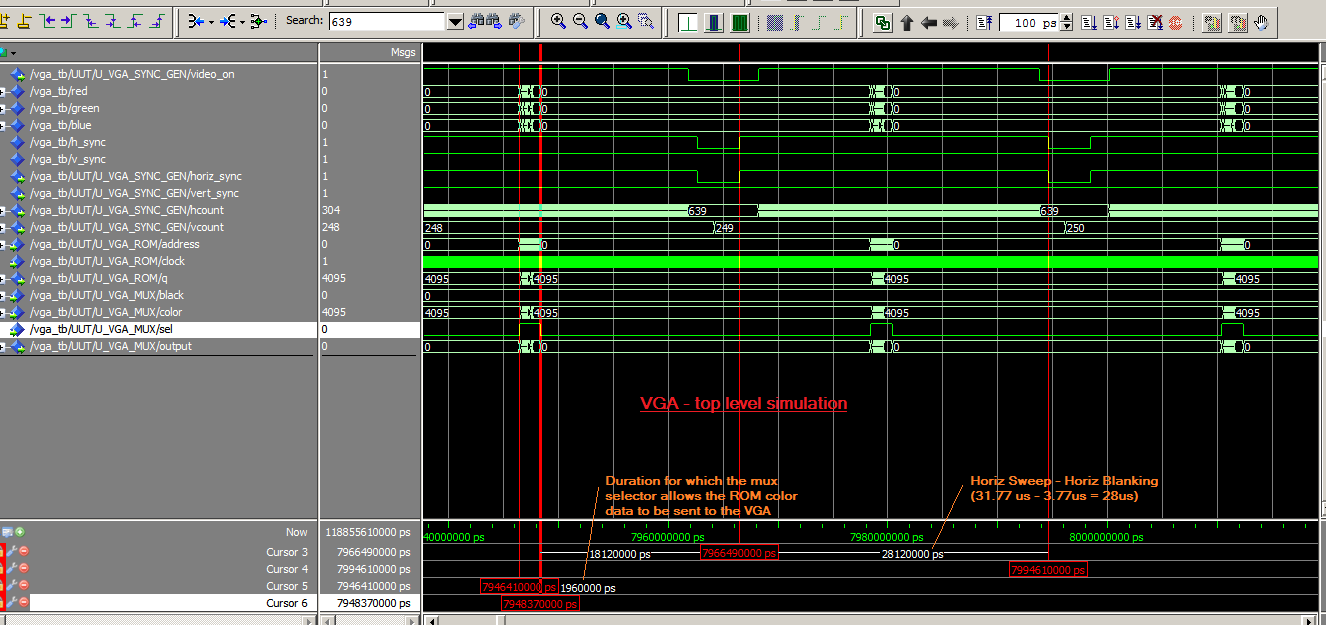 Search: 639
100 ps
Msgs
/vga_tb/UUT/U_VGA_SYNC_GEN/video_on 1
/vga_tb/red 0 0 0 0 0
/vga_tb/green 0 0 0 0 0
/vga_tb/blue 0 0 0 0 0
/vga_tb/h_sync 1
/vga_tb/v_sync 1
/vga_tb/UUT/U_VGA_SYNC_GEN/horiz_sync 1
/vga_tb/UUT/U_VGA_SYNC_GEN/vert_sync 1
/vga_tb/UUT/U_VGA_SYNC_GEN/hcount 304 639 639
/vga_tb/UUT/U_VGA_SYNC_GEN/vcount 248 248 249 250
/vga_tb/UUT/U_VGA_ROM/address 0 0 0 0 0
/vga_tb/UUT/U_VGA_ROM/clock 1
/vga_tb/UUT/U_VGA_ROM/q 4095 4095 4095 4095 4095
/vga_tb/UUT/U_VGA_MUX/black 0 0
/vga_tb/UUT/U_VGA_MUX/color 4095 4095 4095 4095 4095
/vga_tb/UUT/U_VGA_MUX/sel 0
/vga_tb/UUT/U_VGA_MUX/output 0 0 0 0 0
VGA - top level simulation
Duration for which the mux
selector allows the ROM color
data to be sent to the VGA
Horiz Sweep - Horiz Blanking
(31.77 us - 3.77us = 28us)
Now 118855610000 ps 40000000 ps 7960000000 ps 7980000000 ps 8000000000 ps
Cursor 3 7966490000 ps 18120000 ps 7966490000 ps 28120000 ps
Cursor 4 7994610000 ps 7994610000 ps
Cursor 5 7946410000 ps 7946410000 ps 1960000 ps
Cursor 6 7948370000 ps 7948370000 ps